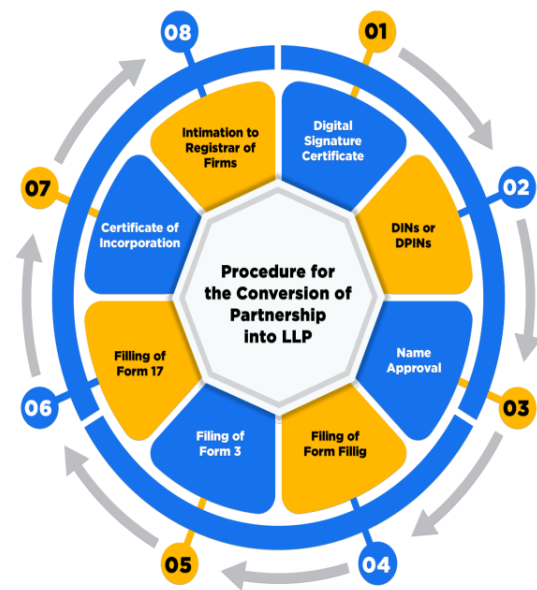 Procedure for
the Conversion of
Partnership
into LLP
01
Digital
Signature
Certificate
02
DINs or
DPINs
03
Name
Approval
04
Filing of
Form Fillig
05
Filing of
Form 3
06
Filling of
Form 17
07
Certificate of
Incorporation
08
Intimation to
Registrar of
Firms